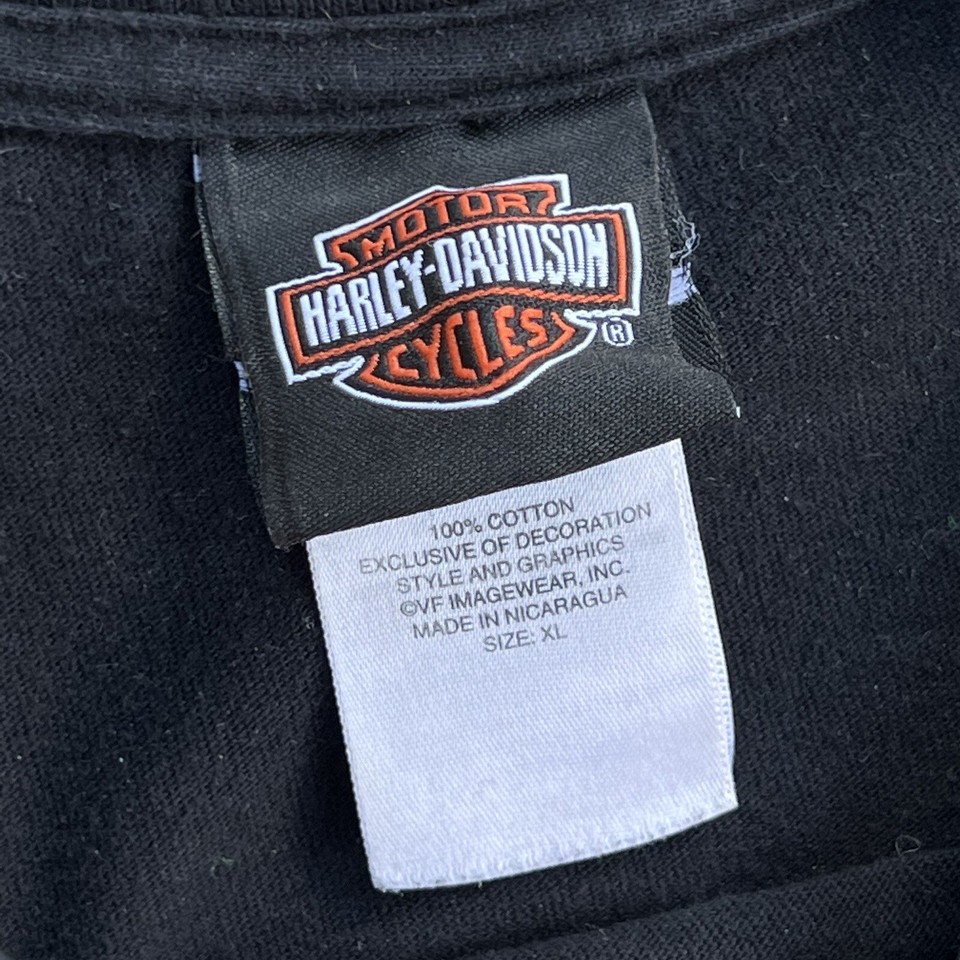 MOTOR
HARLEY-DAVIDSON
CYCLES
®
100% COTTON
EXCLUSIVE OF DECORATION
STYLE AND GRAPHICS
©VF IMAGEWEAR, INC.
MADE IN NICARAGUA
SIZE: XL